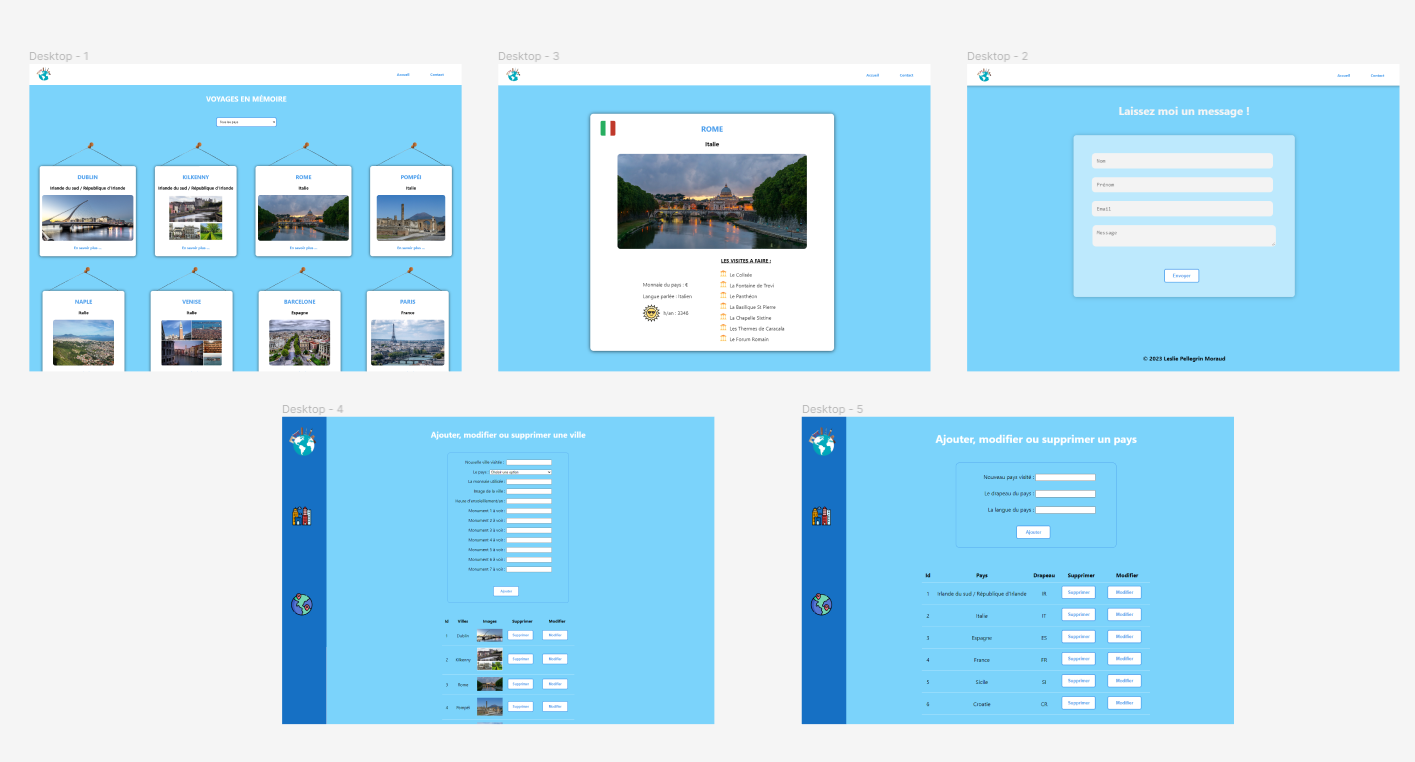 Desktop - 1
Accueil Contact
VOYAGES EN MÉMOIRE
Tous les pays
DUBLIN
Irlande du sud / République d'Irlande
En savoir plus ...
KILKENNY
Irlande du sud / République d'Irlande
En savoir plus ...
ROME
Italie
En savoir plus ...
POMPÉI
Italie
En savoir plus ...
NAPLE
Italie
VENISE
Italie
BARCELONE
Espagne
PARIS
France
Desktop - 3
Accueil Contact
ROME
Italie
Monnaie du pays : €
Langue parlée : Italien
h/an : 3346
LES VISITES A FAIRE :
Le Colisée
La Fontaine de Trevi
Le Panthéon
La Basilique St Pierre
La Chapelle Sixtine
Les Thermes de Caracala
Le Forum Romain
Desktop - 2
Accueil Contact
Laissez moi un message !
Nom
Prénom
Email
Message
Envoyer
© 2023 Leslie Pellegrin Moraud
Desktop - 4
Ajouter, modifier ou supprimer une ville
Nouvelle ville visitée :
Le pays : Choisir une option
La monnaie utilisée :
Image de la ville :
Heure d'ensoleillement/an :
Monument 1 à voir :
Monument 2 à voir :
Monument 3 à voir :
Monument 4 à voir :
Monument 5 à voir :
Monument 6 à voir :
Monument 7 à voir :
Ajouter
Id Villes Images Supprimer Modifier
1 Dublin Supprimer Modifier
2 Kilkenny Supprimer Modifier
3 Rome Supprimer Modifier
4 Pompéi Supprimer Modifier
Desktop - 5
Ajouter, modifier ou supprimer un pays
Nouveau pays visité :
Le drapeau du pays :
La langue du pays :
Ajouter
Id Pays Drapeau Supprimer Modifier
1 Irlande du sud / République d'Irlande IR Supprimer Modifier
2 Italie IT Supprimer Modifier
3 Espagne ES Supprimer Modifier
4 France FR Supprimer Modifier
5 Sicile SI Supprimer Modifier
6 Croatie CR Supprimer Modifier